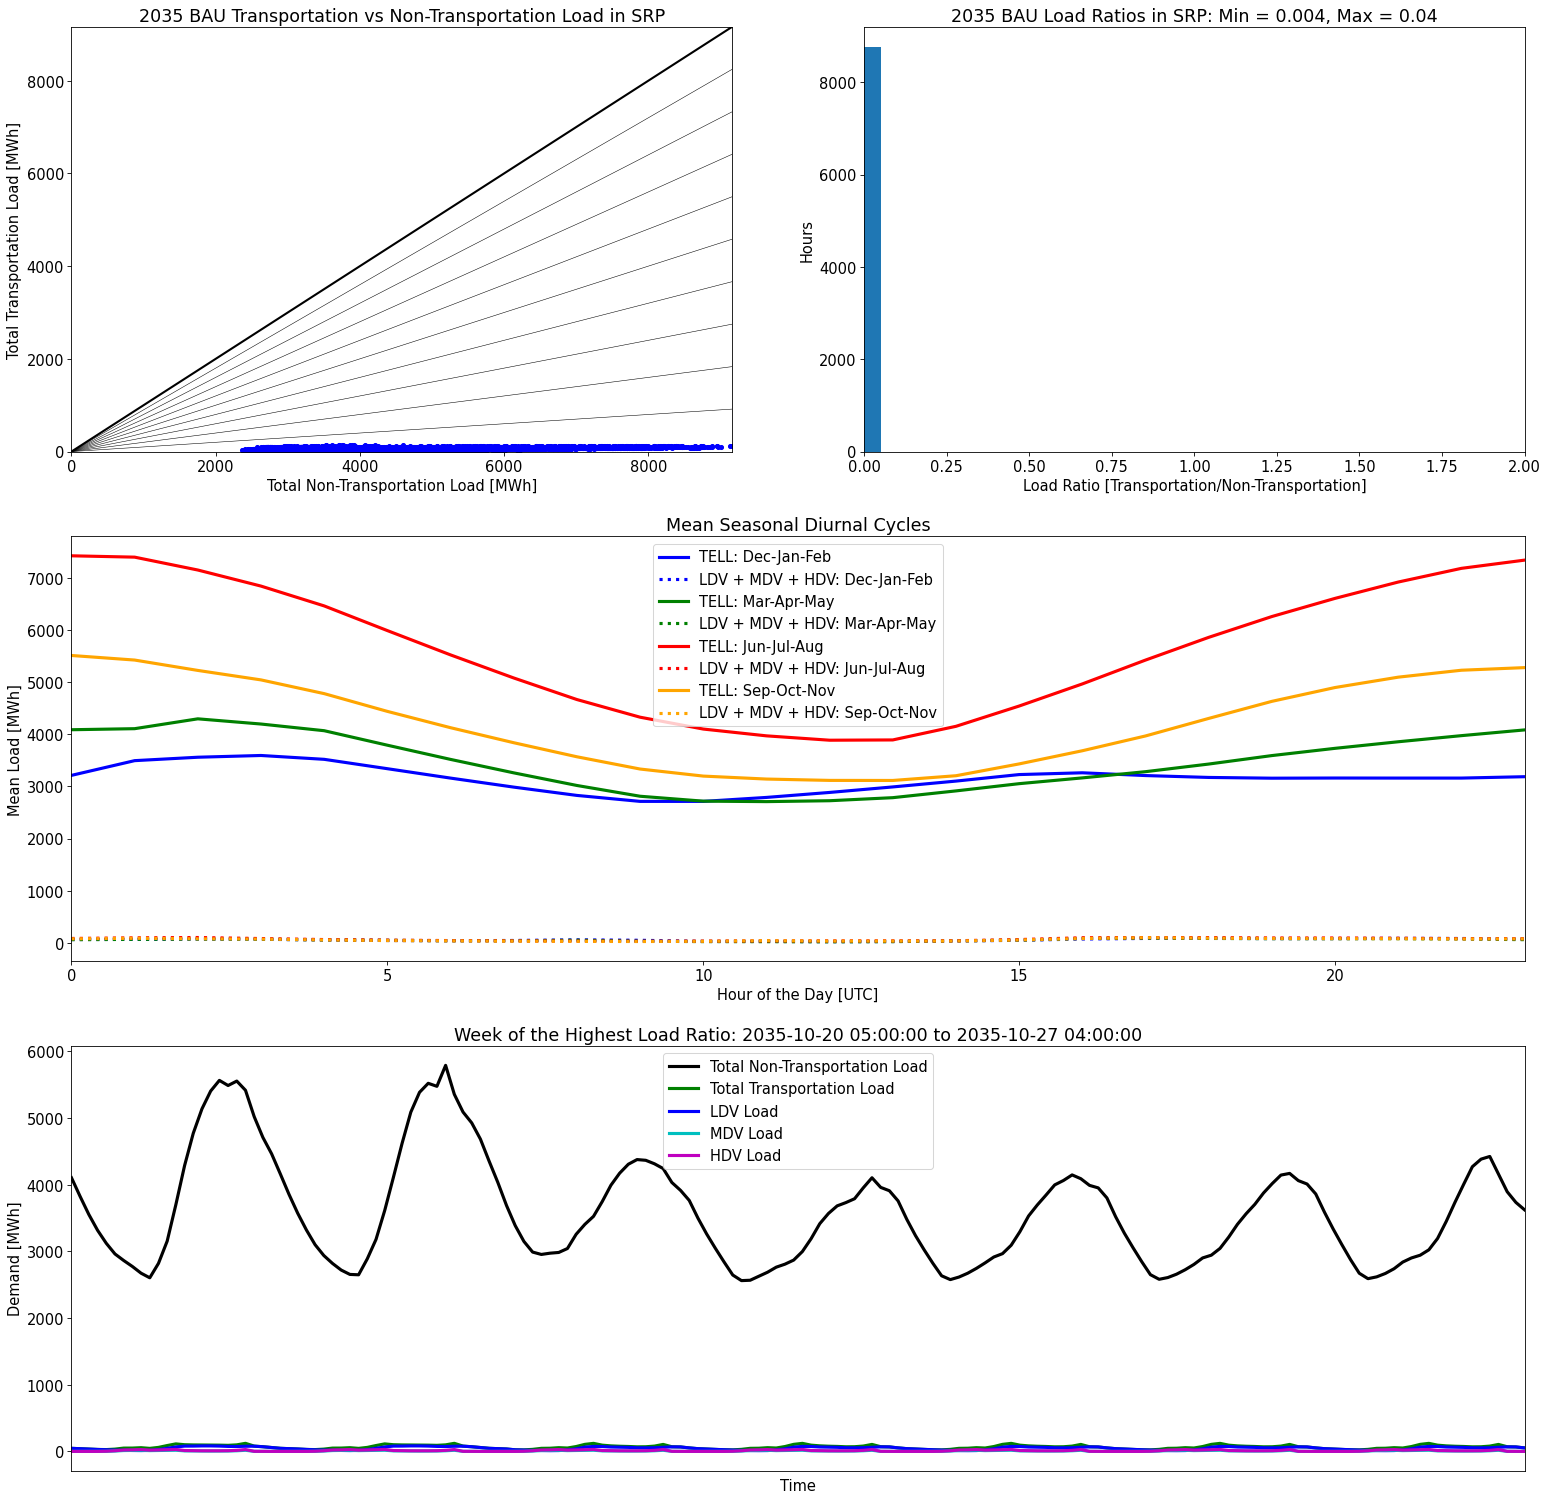 2035 BAU Transportation vs Non-Transportation Load in SRP
Total Transportation Load [MWh]
8000
6000
4000
2000
0
0 2000 4000 6000 8000
Total Non-Transportation Load [MWh]
2035 BAU Load Ratios in SRP: Min = 0.004, Max = 0.04
Hours
8000
6000
4000
2000
0
0.00 0.25 0.50 0.75 1.00 1.25 1.50 1.75 2.00
Load Ratio [Transportation/Non-Transportation]
Mean Seasonal Diurnal Cycles
Mean Load [MWh]
7000
6000
5000
4000
3000
2000
1000
0
TELL: Dec-Jan-Feb
LDV + MDV + HDV: Dec-Jan-Feb
TELL: Mar-Apr-May
LDV + MDV + HDV: Mar-Apr-May
TELL: Jun-Jul-Aug
LDV + MDV + HDV: Jun-Jul-Aug
TELL: Sep-Oct-Nov
LDV + MDV + HDV: Sep-Oct-Nov
0 5 10 15 20
Hour of the Day [UTC]
Week of the Highest Load Ratio: 2035-10-20 05:00:00 to 2035-10-27 04:00:00
Demand [MWh]
6000
5000
4000
3000
2000
1000
0
Total Non-Transportation Load
Total Transportation Load
LDV Load
MDV Load
HDV Load
Time